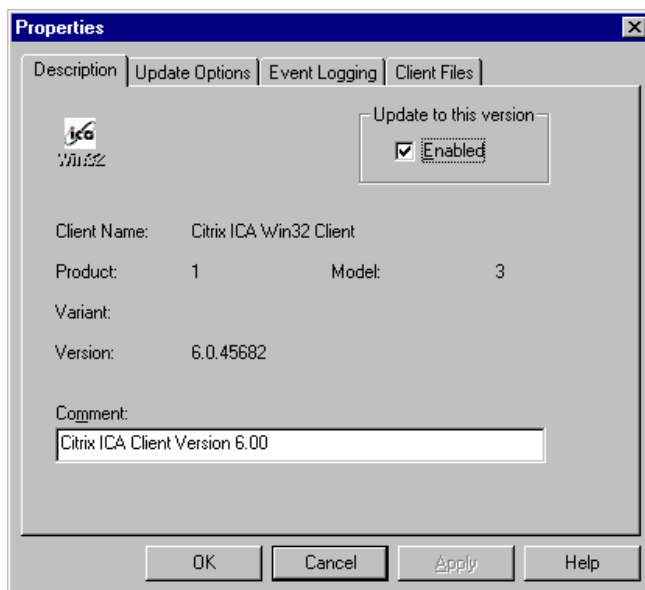 Properties
Description Update Options Event Logging Client Files
Update to this version
ica
Win32
Enabled
Client Name: Citrix ICA Win32 Client
Product: 1 Model: 3
Variant:
Version: 6.0.45682
Comment:
Citrix ICA Client Version 6.00
OK Cancel Apply Help